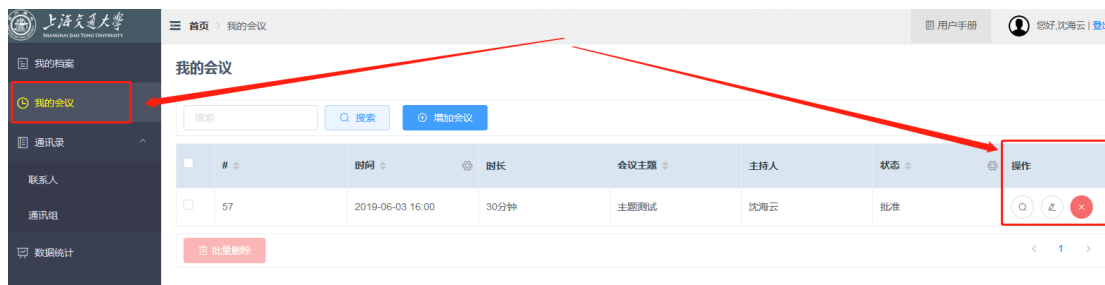 上海交通大学
SHANGHAI JIAO TONG UNIVERSITY
首页 > 我的会议
用户手册
您好,沈海云 | 登出
我的档案
我的会议
通讯录
联系人
通讯组
数据统计
我的会议
搜索
搜索
增加会议
# 时间 时长 会议主题 主持人 状态 操作
57 2019-06-03 16:00 30分钟 主题测试 沈海云 批准
批量删除
< 1 >